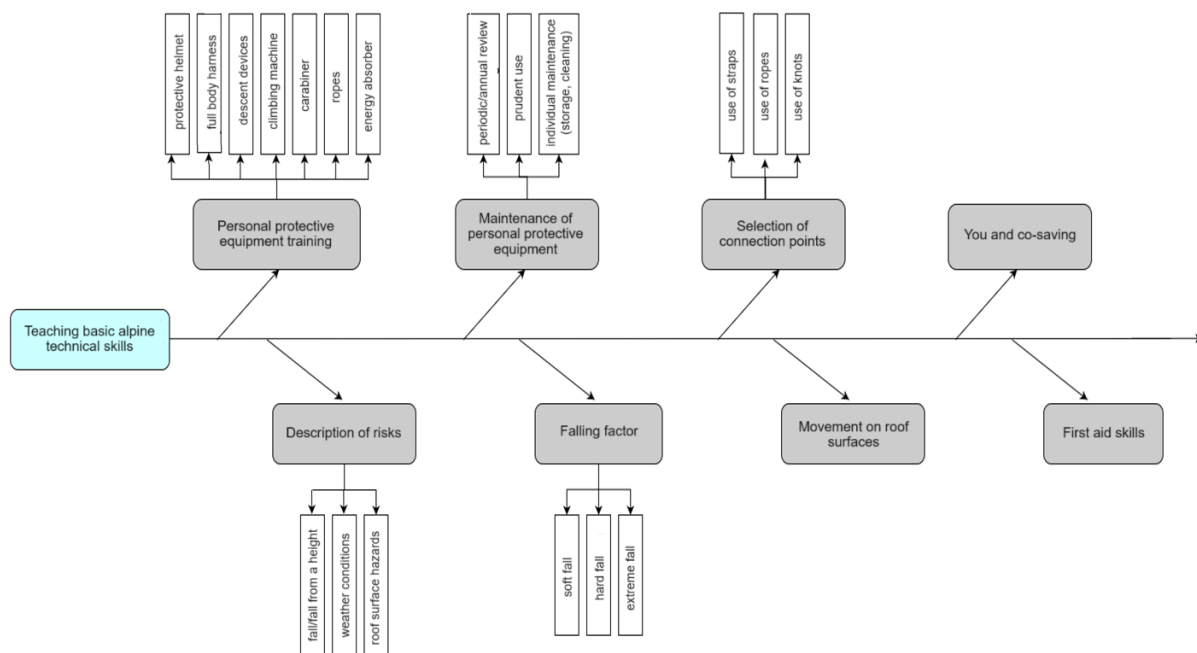 protective helmet
full body harness
descent devices
climbing machine
carabiner
ropes
energy absorber
periodic/annual review
prudent use
individual maintenance
(storage, cleaning)
use of straps
use of ropes
use of knots
Personal protective
equipment training
Maintenance of
personal protective
equipment
Selection of
connection points
You and co-saving
Teaching basic alpine
technical skills
Description of risks
Falling factor
Movement on roof
surfaces
First aid skills
fall/fall from a height
weather conditions
roof surface hazards
soft fall
hard fall
extreme fall